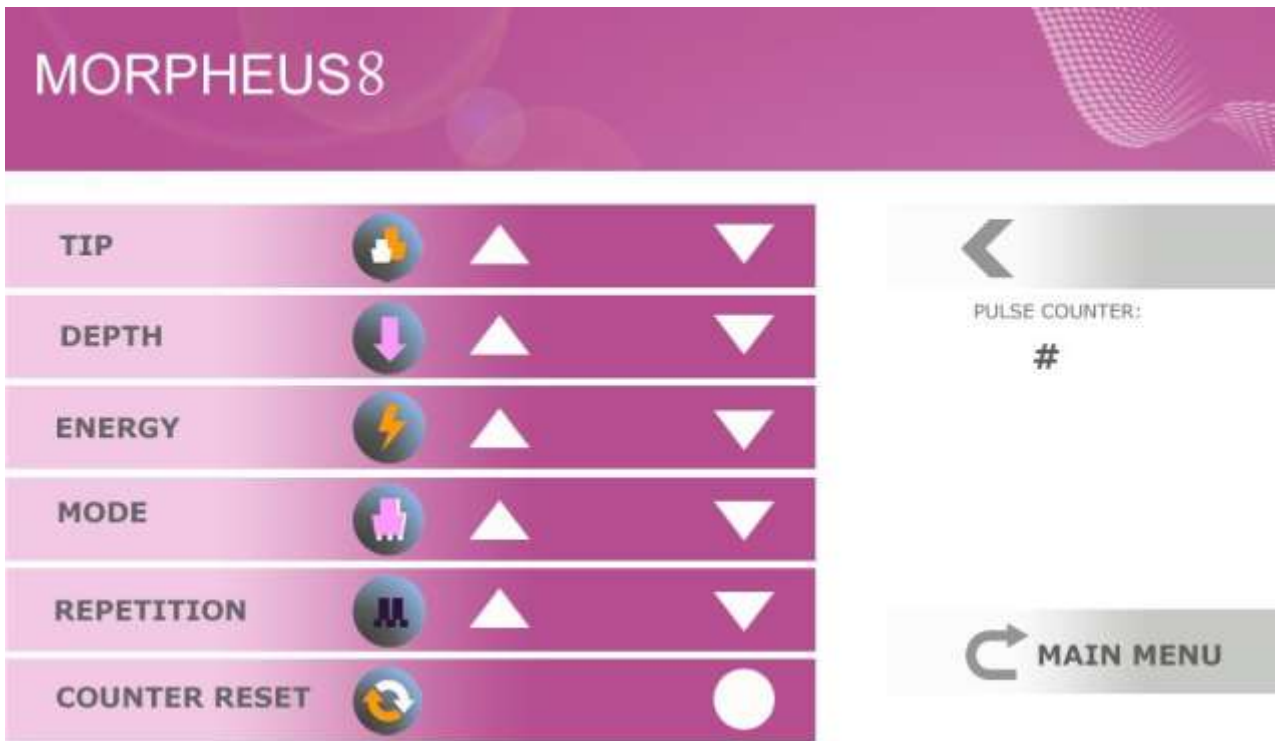 MORPHEUS8
TIP
DEPTH
ENERGY
MODE
REPETITION
COUNTER RESET
PULSE COUNTER:
#
MAIN MENU